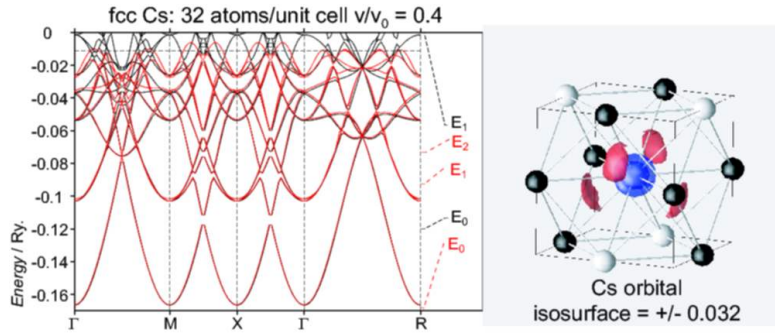 fcc Cs: 32 atoms/unit cell v/v₀ = 0.4
0
-0.02
-0.04
-0.06
-0.08
-0.1
-0.12
-0.14
-0.16
Energy / Ry.
Γ M X Γ R
E₁
E₂
E₁
E₀
E₀
Cs orbital
isosurface = +/- 0.032